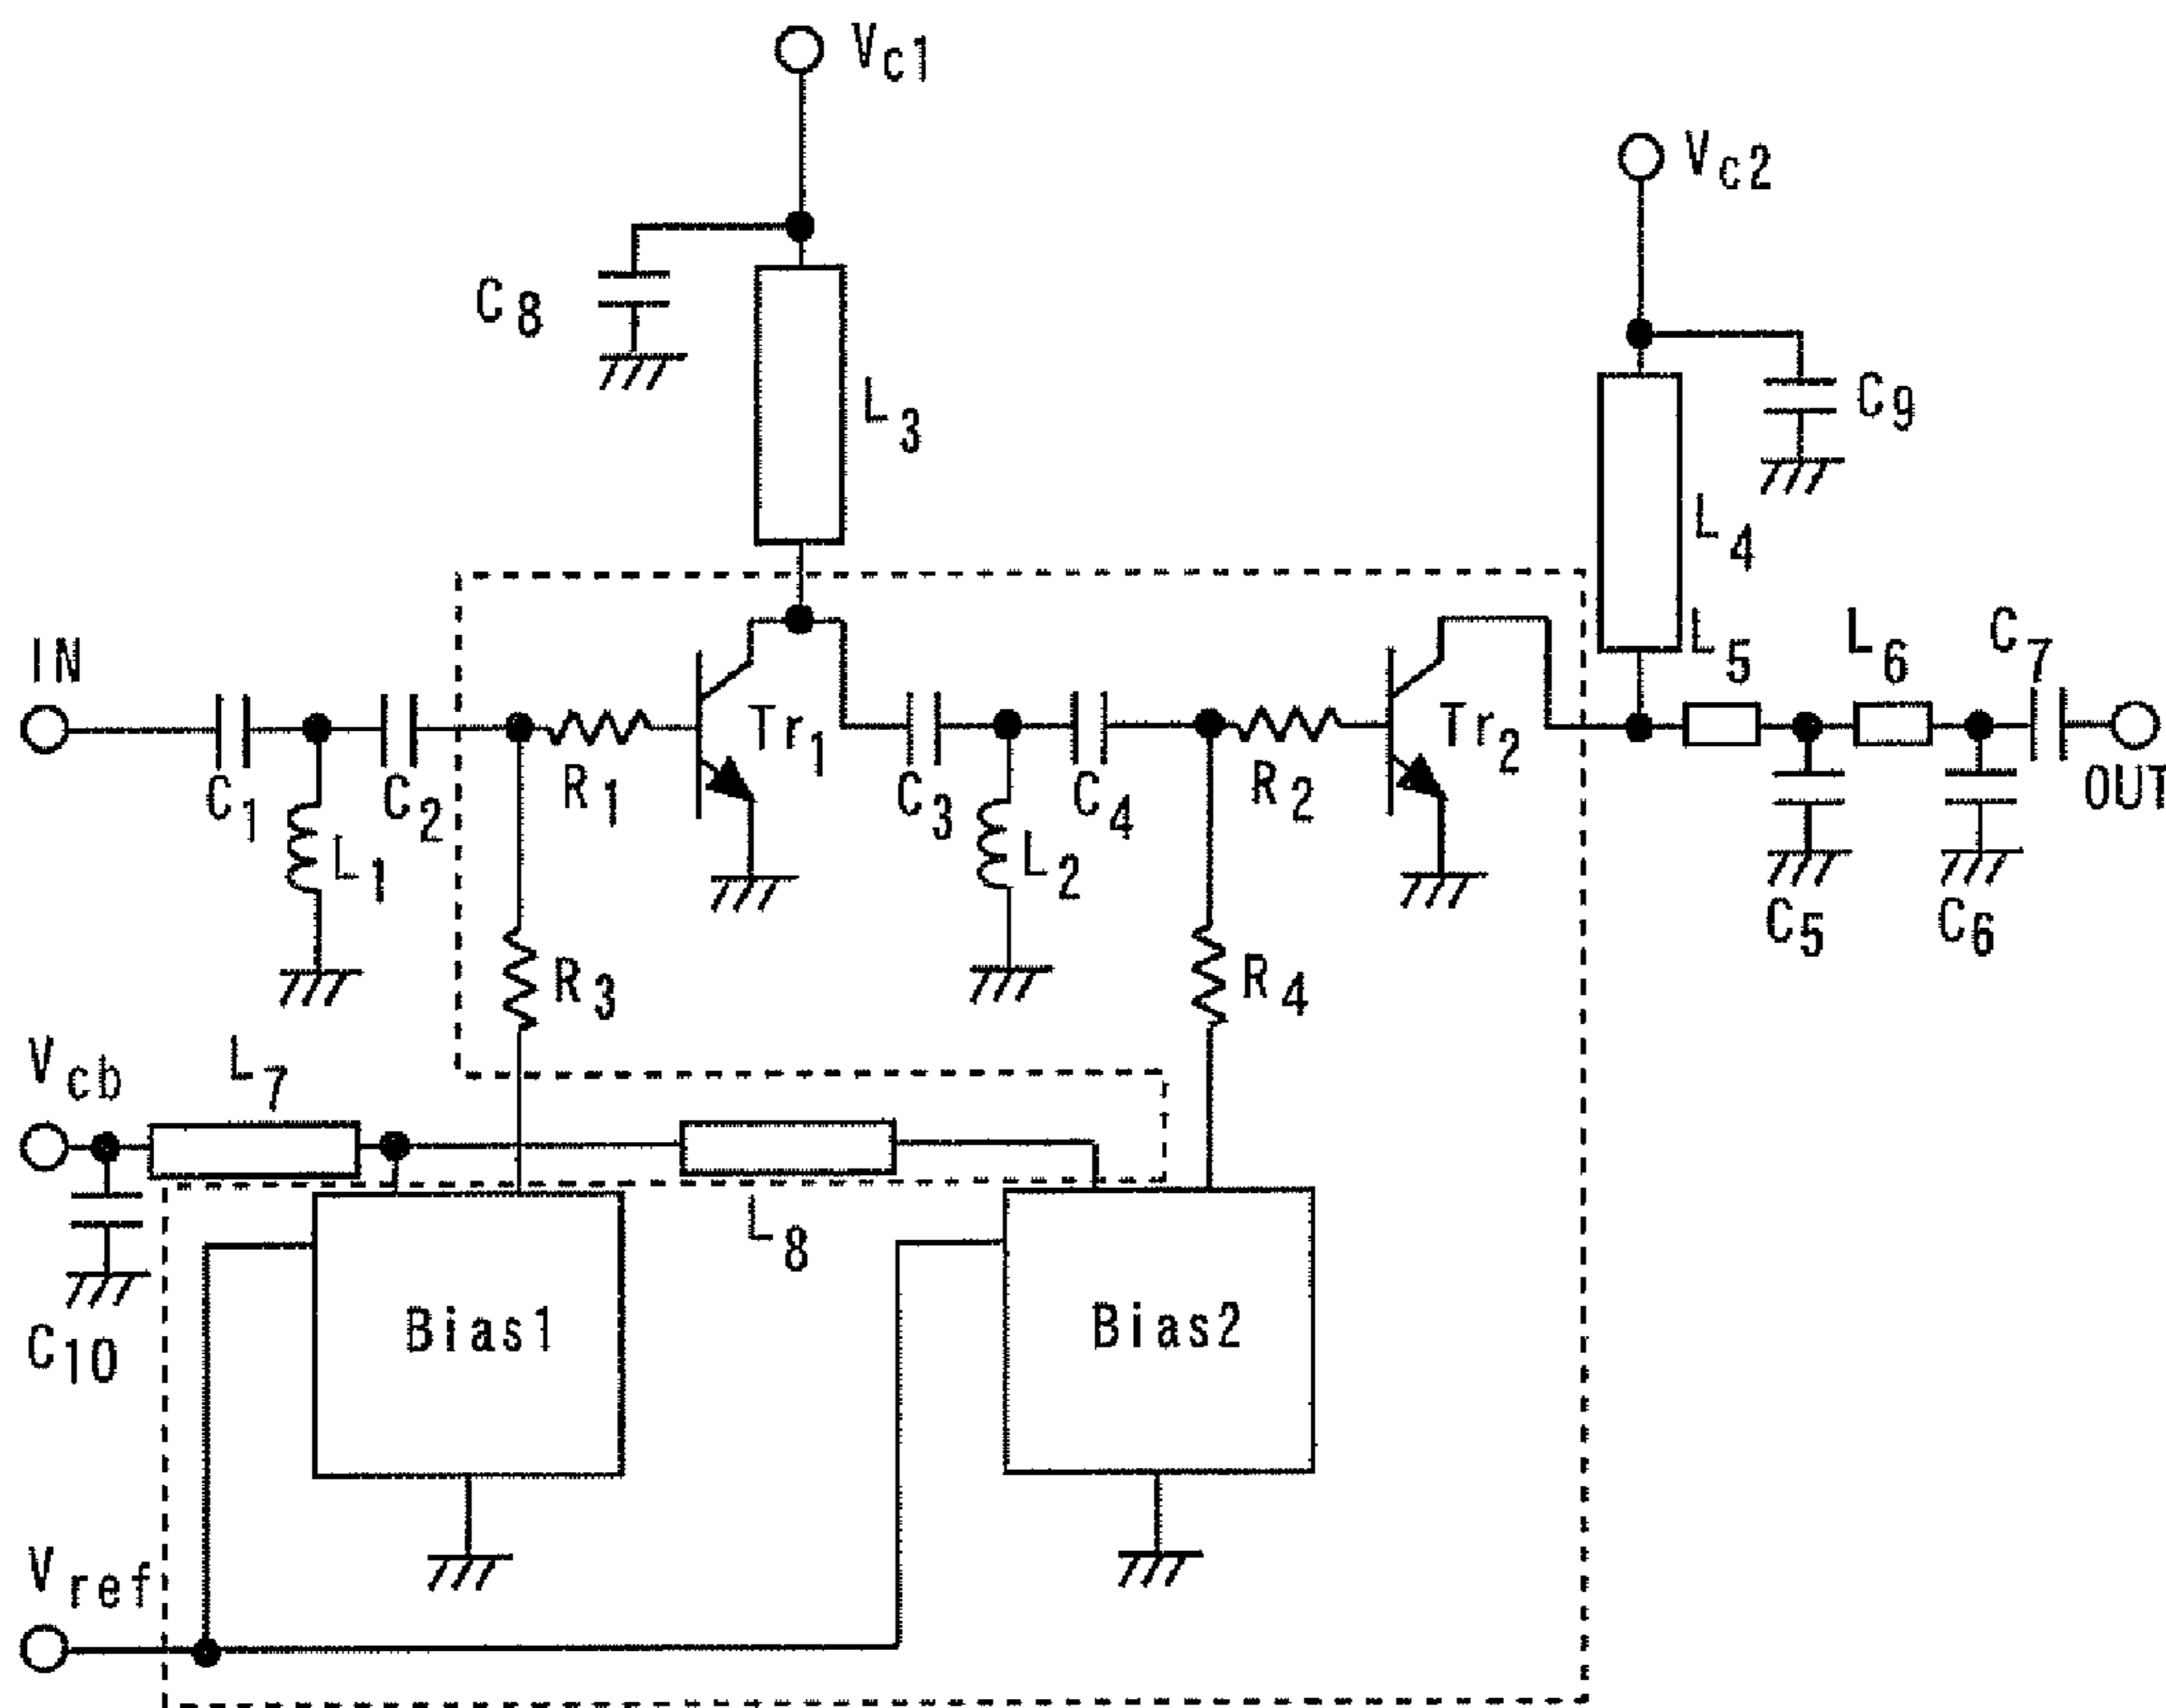 Vc1
Vc2
C8
L3
C9
L4
IN
L5
L6
C7
C1
L1
C2
R1
Tr1
C3
L2
C4
R2
Tr2
OUT
C5
C6
R3
R4
Vcb
L7
L8
C10
Bias1
Bias2
Vref